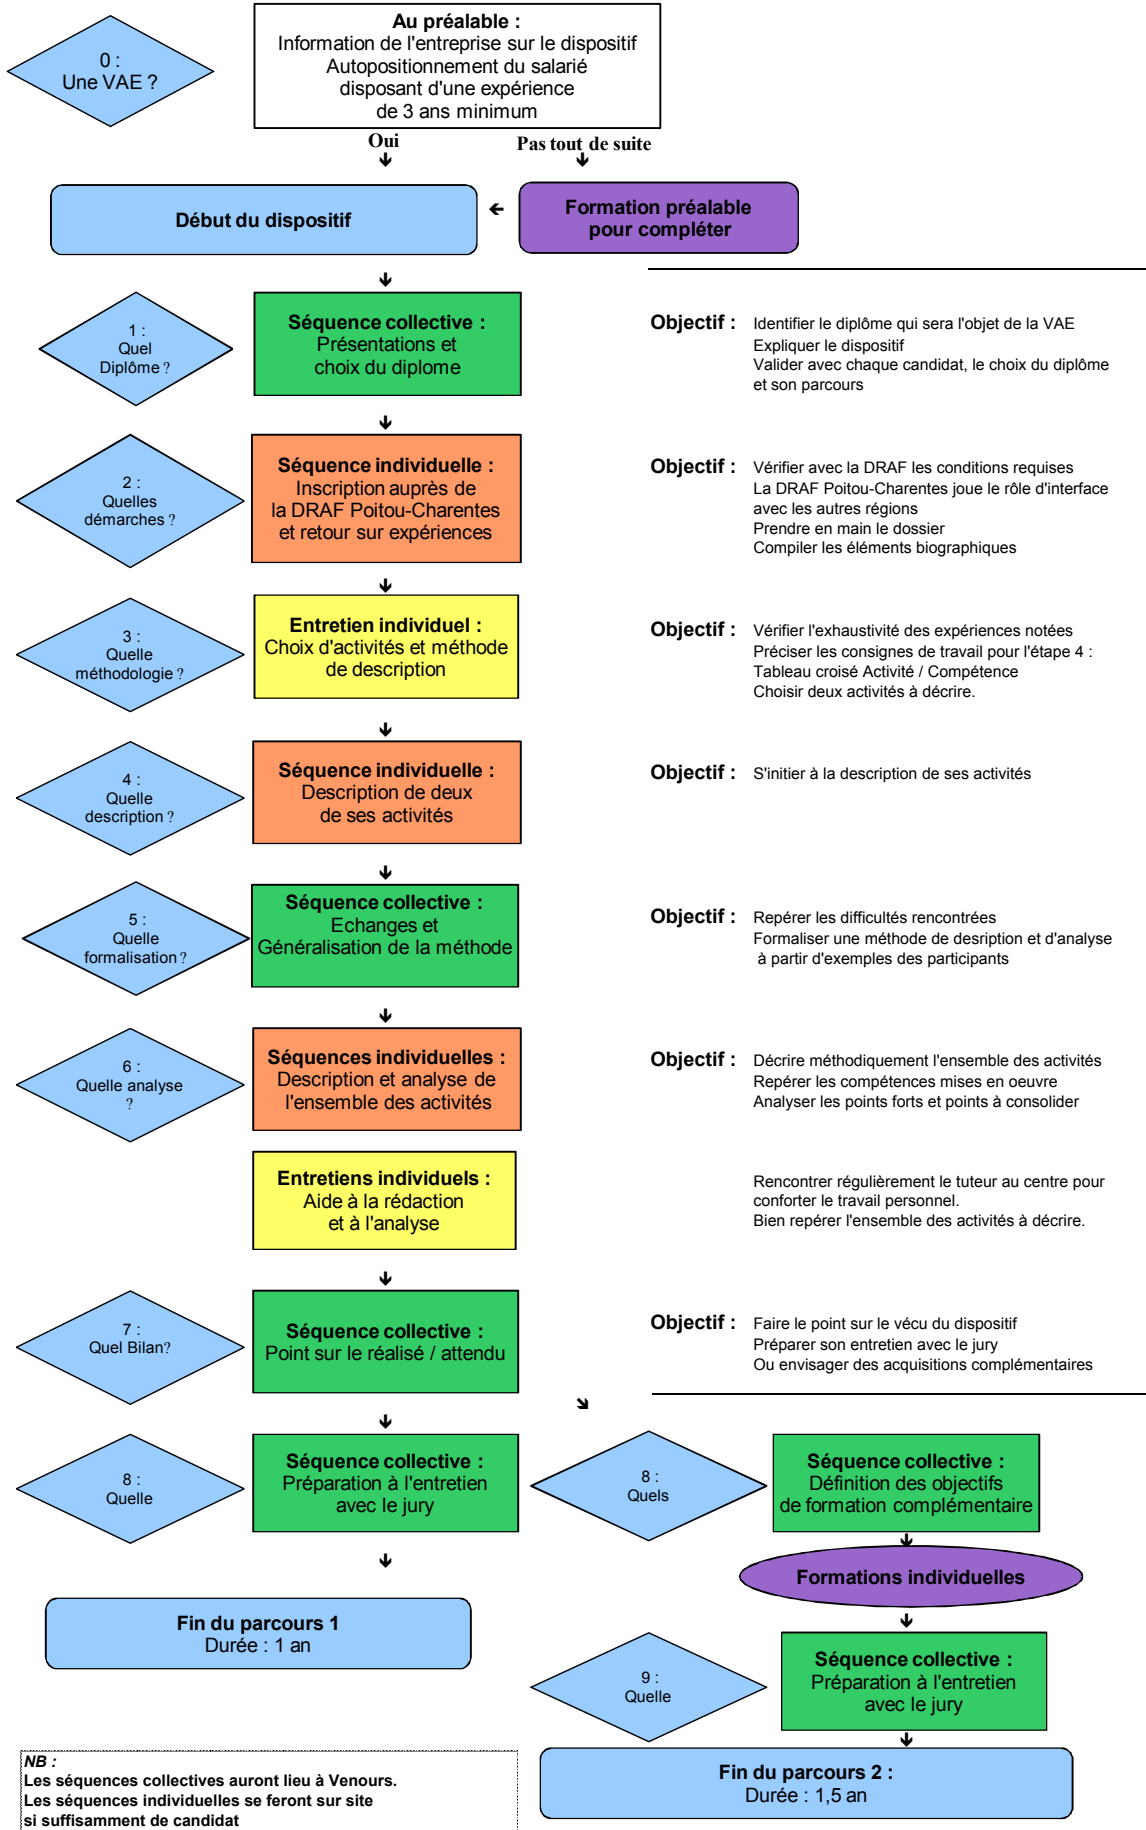 0 :
Une VAE ?
Au préalable :
Information de l'entreprise sur le dispositif
Autopositionnement du salarié
disposant d'une expérience
de 3 ans minimum
Oui
Pas tout de suite
Début du dispositif
Formation préalable
pour compléter
1 :
Quel
Diplôme ?
Séquence collective :
Présentations et
choix du diplome
Objectif :
Identifier le diplôme qui sera l'objet de la VAE
Expliquer le dispositif
Valider avec chaque candidat, le choix du diplôme
et son parcours
2 :
Quelles
démarches ?
Séquence individuelle :
Inscription auprès de
la DRAF Poitou-Charentes
et retour sur expériences
Objectif :
Vérifier avec la DRAF les conditions requises
La DRAF Poitou-Charentes joue le rôle d'interface
avec les autres régions
Prendre en main le dossier
Compiler les éléments biographiques
3 :
Quelle
méthodologie ?
Entretien individuel :
Choix d'activités et méthode
de description
Objectif :
Vérifier l'exhaustivité des expériences notées
Préciser les consignes de travail pour l'étape 4 :
Tableau croisé Activité / Compétence
Choisir deux activités à décrire.
4 :
Quelle
description ?
Séquence individuelle :
Description de deux
de ses activités
Objectif :
S'initier à la description de ses activités
5 :
Quelle
formalisation ?
Séquence collective :
Echanges et
Généralisation de la méthode
Objectif :
Repérer les difficultés rencontrées
Formaliser une méthode de desription et d'analyse
à partir d'exemples des participants
6 :
Quelle analyse
?
Séquences individuelles :
Description et analyse de
l'ensemble des activités
Objectif :
Décrire méthodiquement l'ensemble des activités
Repérer les compétences mises en oeuvre
Analyser les points forts et points à consolider
Entretiens individuels :
Aide à la rédaction
et à l'analyse
Rencontrer régulièrement le tuteur au centre pour
conforter le travail personnel.
Bien repérer l'ensemble des activités à décrire.
7 :
Quel Bilan?
Séquence collective :
Point sur le réalisé / attendu
Objectif :
Faire le point sur le vécu du dispositif
Préparer son entretien avec le jury
Ou envisager des acquisitions complémentaires
8 :
Quelle
Séquence collective :
Préparation à l'entretien
avec le jury
8 :
Quels
Séquence collective :
Définition des objectifs
de formation complémentaire
Formations individuelles
Fin du parcours 1
Durée : 1 an
9 :
Quelle
Séquence collective :
Préparation à l'entretien
avec le jury
Fin du parcours 2 :
Durée : 1,5 an
NB :
Les séquences collectives auront lieu à Venours.
Les séquences individuelles se feront sur site
si suffisamment de candidat